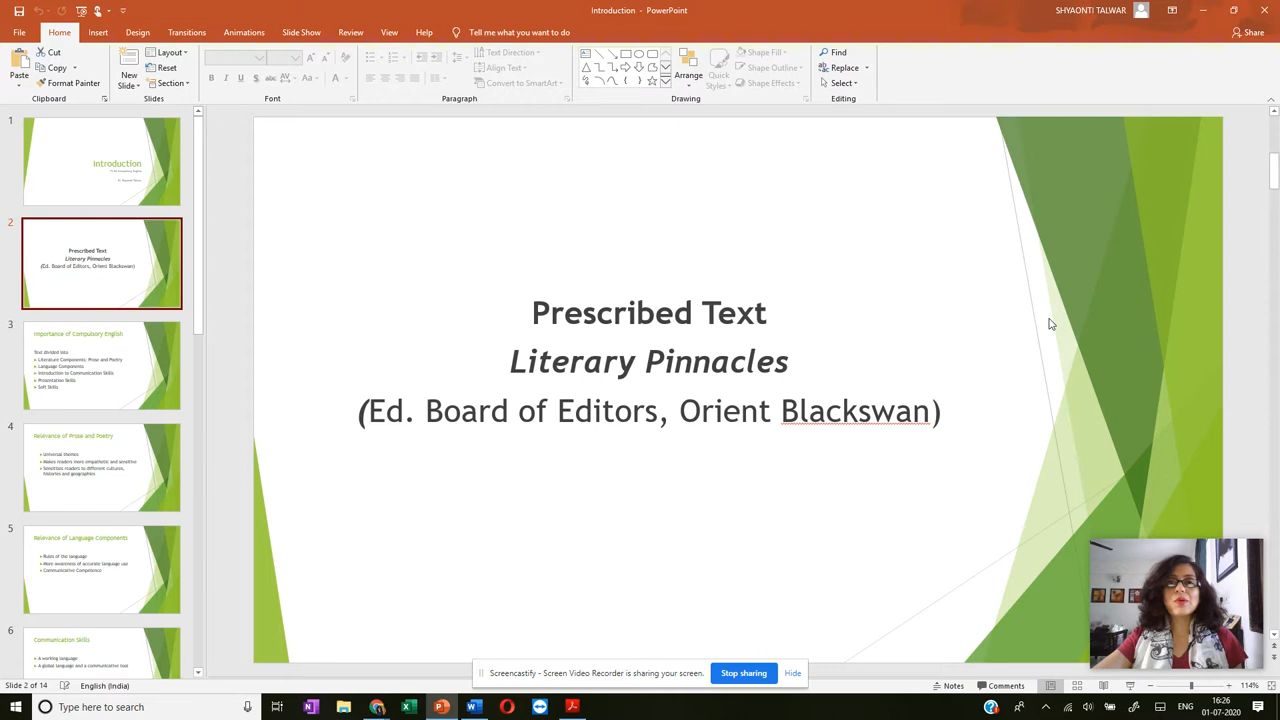 Introduction - PowerPoint
SHYAONTI TALWAR
File Home Insert Design Transitions Animations Slide Show Review View Help Tell me what you want to do
Share
Paste
Cut
Copy
Format Painter
Clipboard
New Slide
Layout
Reset
Section
Slides
Font
Text Direction
Align Text
Convert to SmartArt
Paragraph
Arrange
Quick Styles
Shape Fill
Shape Outline
Shape Effects
Drawing
Find
Replace
Select
Editing
1
Introduction
2
Prescribed Text
Literary Pinnacles
(Ed. Board of Editors, Orient Blackswan)
3
Importance of Compulsory English
Text divided into
Literature Components: Prose and Poetry
Language Components
Introduction to Communication Skills
Presentation Skills
Soft Skills
4
Relevance of Prose and Poetry
Universal themes
Makes readers more empathetic and sensitive
Sensitises readers to different cultures,
histories and geographies
5
Relevance of Language Components
Rules of the language
More awareness of accurate language use
Communicative Competence
6
Communication Skills
A working language
A global language and a communicative tool
Prescribed Text
Literary Pinnacles
(Ed. Board of Editors, Orient Blackswan)
Screencastify - Screen Video Recorder is sharing your screen.
Stop sharing
Hide
Slide 2 of 14
English (India)
Notes
Comments
114%
Type here to search
16:26
01-07-2020